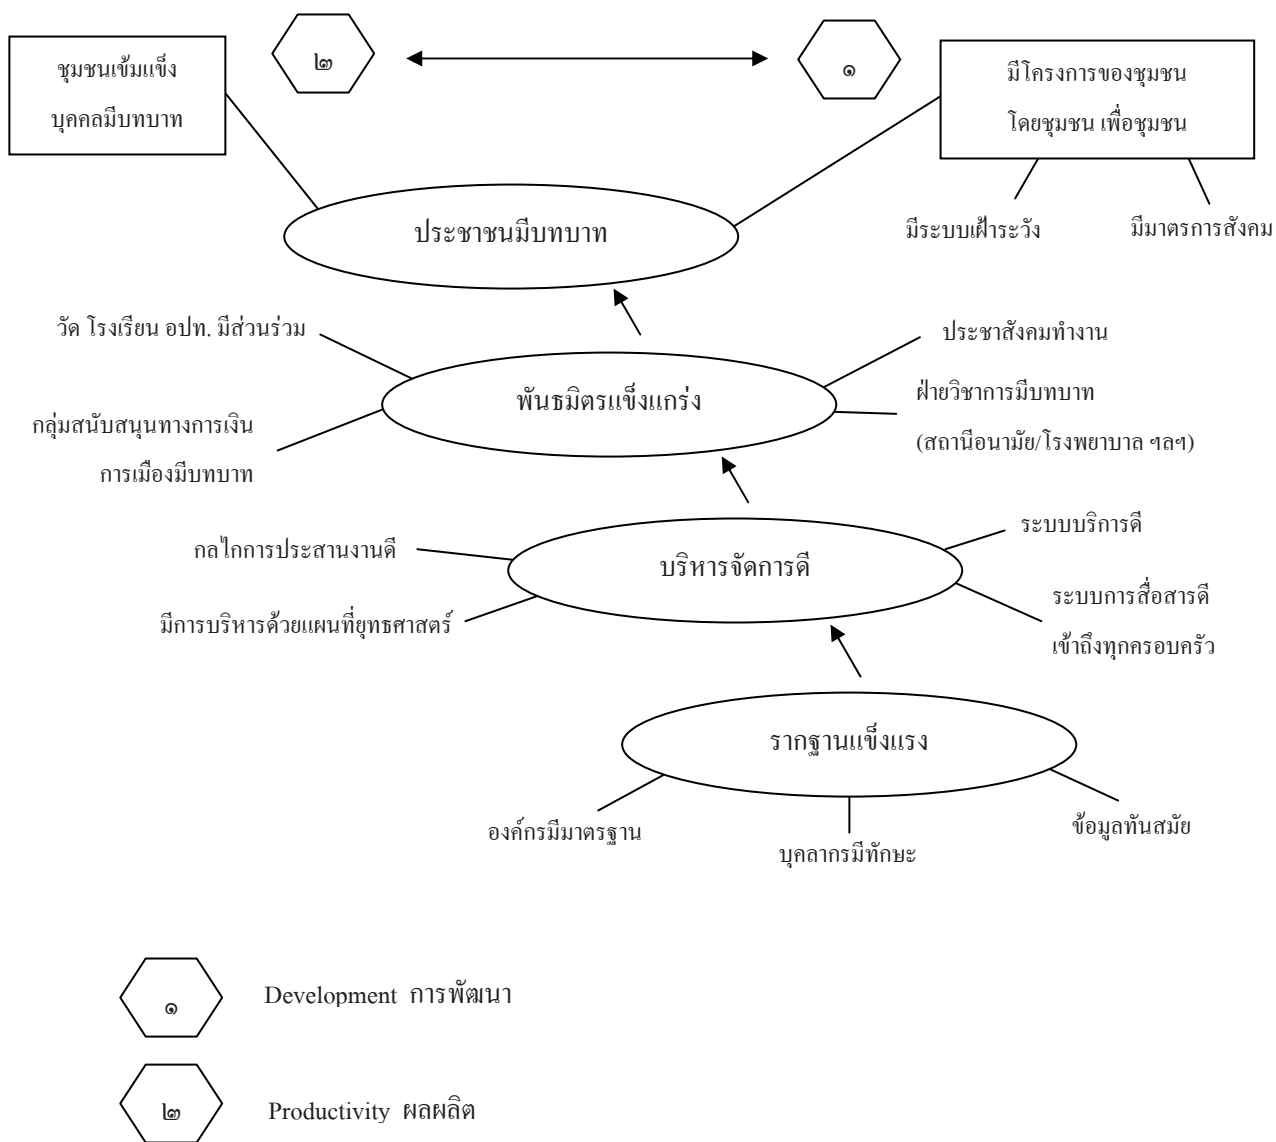 ๒
๑
ชุมชนเข้มแข็ง
บุคคลมีบทบาท
มีโครงการของชุมชน
โดยชุมชน เพื่อชุมชน
มีระบบเฝ้าระวัง
มีมาตรการสังคม
ประชาชนมีบทบาท
วัด โรงเรียน อปท. มีส่วนร่วม
กลุ่มสนับสนุนทางการเงิน
การเมืองมีบทบาท
พันธมิตรแข็งแกร่ง
ประชาสังคมทำงาน
ฝ่ายวิชาการมีบทบาท
(สถานีอนามัย/โรงพยาบาล ฯลฯ)
กลไกการประสานงานดี
มีการบริหารด้วยแผนที่ยุทธศาสตร์
บริหารจัดการดี
ระบบบริการดี
ระบบการสื่อสารดี
เข้าถึงทุกครอบครัว
รากฐานแข็งแรง
องค์กรมีมาตรฐาน
บุคลากรมีทักษะ
ข้อมูลทันสมัย
๑ Development การพัฒนา
๒ Productivity ผลผลิต